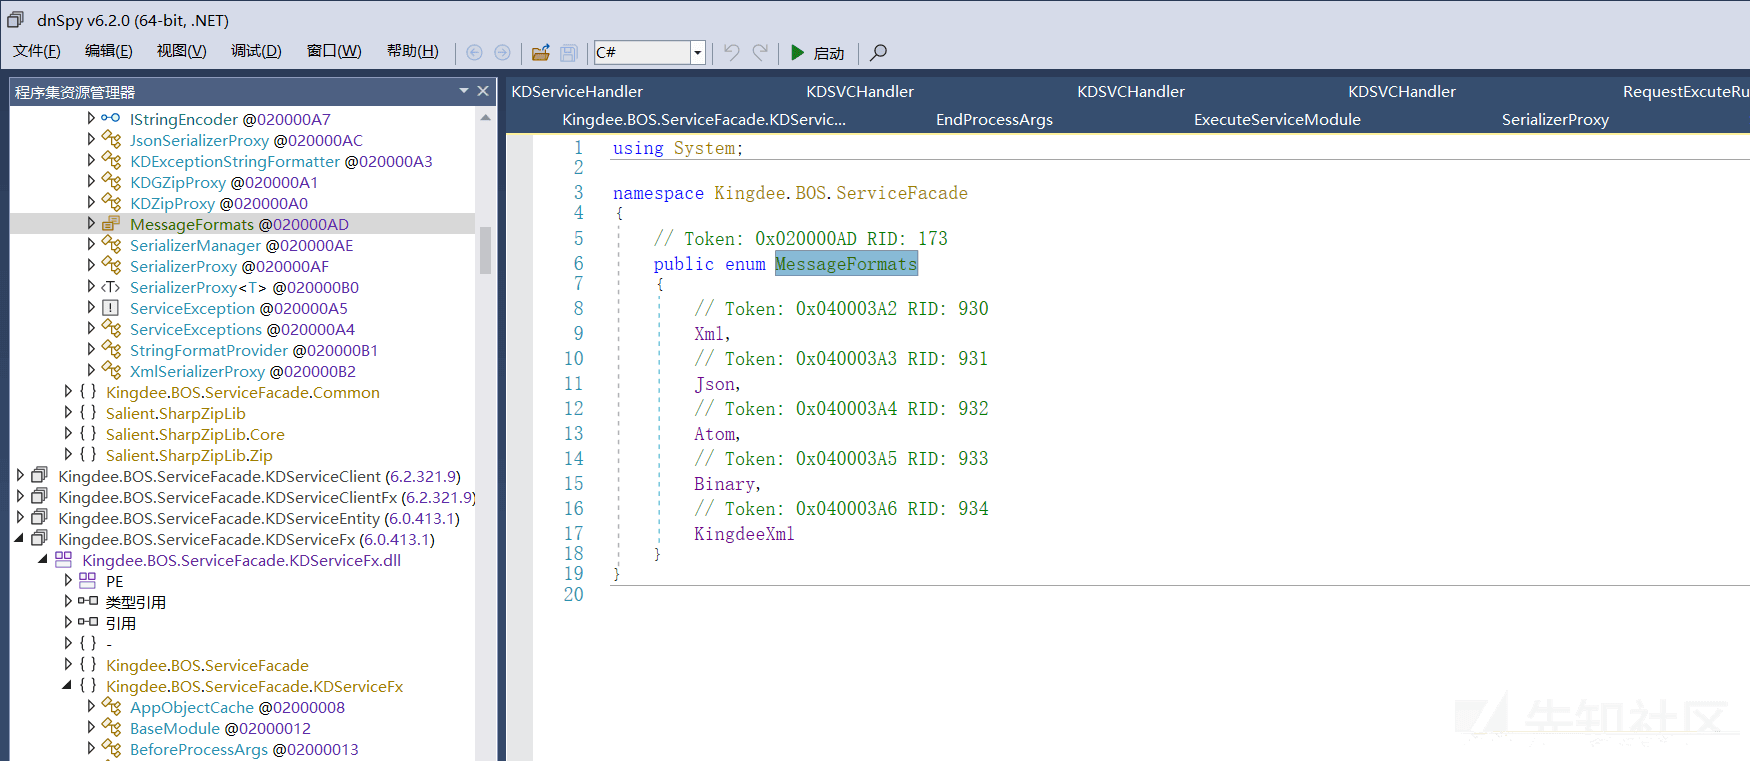 dnSpy v6.2.0 (64-bit, .NET)
文件(F) 编辑(E) 视图(V) 调试(D) 窗口(W) 帮助(H) C# 启动
程序集资源管理器
IStringEncoder @020000A7
JsonSerializerProxy @020000AC
KDExceptionStringFormatter @020000A3
KDGZipProxy @020000A1
KDZipProxy @020000A0
MessageFormats @020000AD
SerializerManager @020000AE
SerializerProxy @020000AF
<T> SerializerProxy<T> @020000B0
ServiceException @020000A5
ServiceExceptions @020000A4
StringFormatProvider @020000B1
XmlSerializerProxy @020000B2
{ } Kingdee.BOS.ServiceFacade.Common
{ } Salient.SharpZipLib
{ } Salient.SharpZipLib.Core
{ } Salient.SharpZipLib.Zip
Kingdee.BOS.ServiceFacade.KDServiceClient (6.2.321.9)
Kingdee.BOS.ServiceFacade.KDServiceClientFx (6.2.321.9)
Kingdee.BOS.ServiceFacade.KDServiceEntity (6.0.413.1)
Kingdee.BOS.ServiceFacade.KDServiceFx (6.0.413.1)
Kingdee.BOS.ServiceFacade.KDServiceFx.dll
PE
类型引用
引用
{ } -
{ } Kingdee.BOS.ServiceFacade
{ } Kingdee.BOS.ServiceFacade.KDServiceFx
AppObjectCache @02000008
BaseModule @02000012
BeforeProcessArgs @02000013
KDServiceHandler KDSVCHandler KDSVCHandler KDSVCHandler RequestExcuteRu
Kingdee.BOS.ServiceFacade.KDServic... EndProcessArgs ExecuteServiceModule SerializerProxy
1 using System;
2
3 namespace Kingdee.BOS.ServiceFacade
4 {
5 // Token: 0x020000AD RID: 173
6 public enum MessageFormats
7 {
8 // Token: 0x040003A2 RID: 930
9 Xml,
10 // Token: 0x040003A3 RID: 931
11 Json,
12 // Token: 0x040003A4 RID: 932
13 Atom,
14 // Token: 0x040003A5 RID: 933
15 Binary,
16 // Token: 0x040003A6 RID: 934
17 KingdeeXml
18 }
19 }
20
先知社区